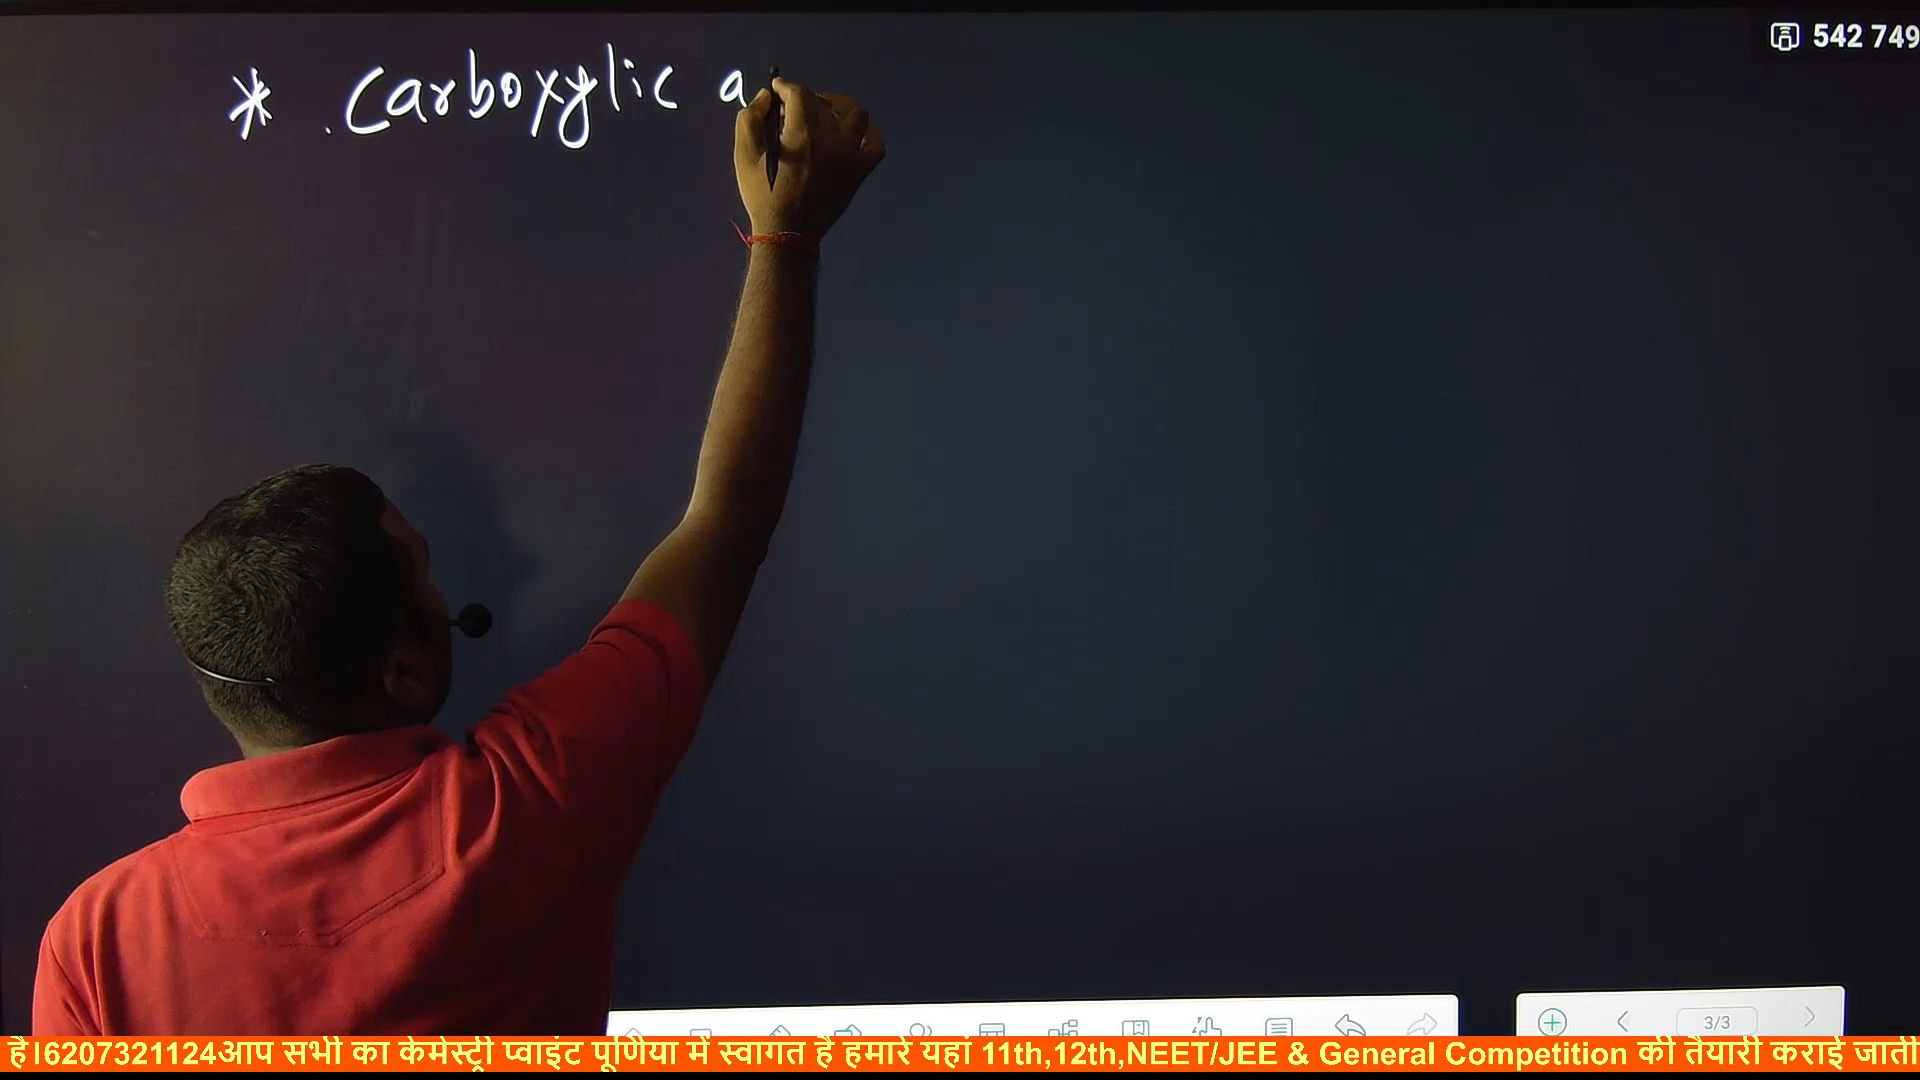 542 749
* . Carboxylic a
3/3
है।6207321124आप सभी का केमेस्ट्री प्वाइंट पूर्णिया में स्वागत है हमारे यहां 11th,12th,NEET/JEE & General Competition की तैयारी कराई जाती